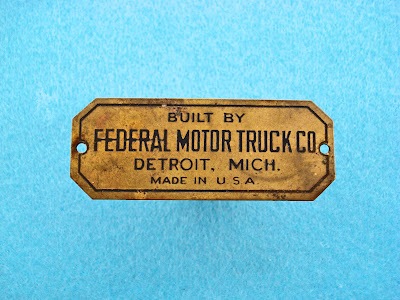 BUILT BY
FEDERAL MOTOR TRUCK CO.
DETROIT, MICH.
MADE IN U.S.A.